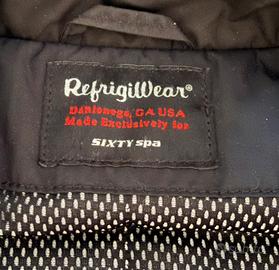 RefrigiWear®
Dahlonega, GA USA
Made Exclusively for
SIXTY spa